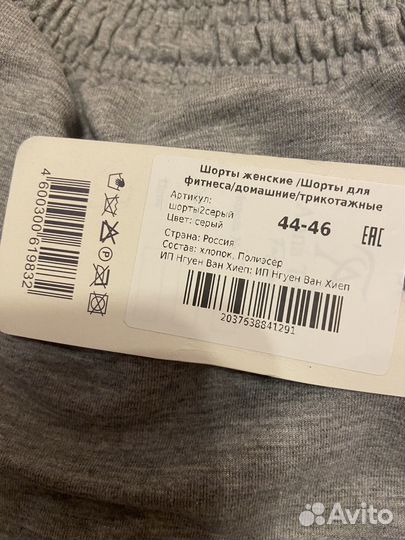 Шорты женские /Шорты для
фитнеса/домашние/трикотажные
Артикул:
шорты2серый
Цвет: серый
44-46
EAC
Страна: Россия
Состав: хлопок, Полиэсер
ИП Нгуен Ван Хиеп: ИП Нгуен Ван Хиеп
2037638841291
4600300619832
Avito